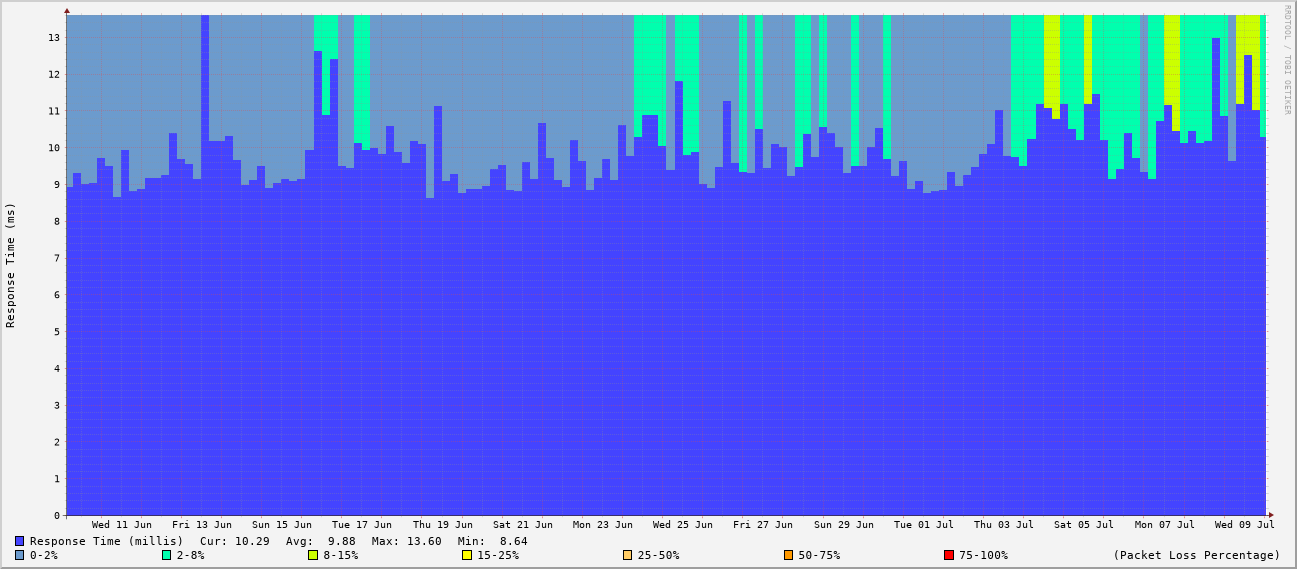 RRDTOOL / TOBI OETIKER
Response Time (ms)
13
12
11
10
9
8
7
6
5
4
3
2
1
0
Wed 11 Jun Fri 13 Jun Sun 15 Jun Tue 17 Jun Thu 19 Jun Sat 21 Jun Mon 23 Jun Wed 25 Jun Fri 27 Jun Sun 29 Jun Tue 01 Jul Thu 03 Jul Sat 05 Jul Mon 07 Jul Wed 09 Jul
Response Time (millis) Cur: 10.29 Avg: 9.88 Max: 13.60 Min: 8.64
0-2% 2-8% 8-15% 15-25% 25-50% 50-75% 75-100% (Packet Loss Percentage)